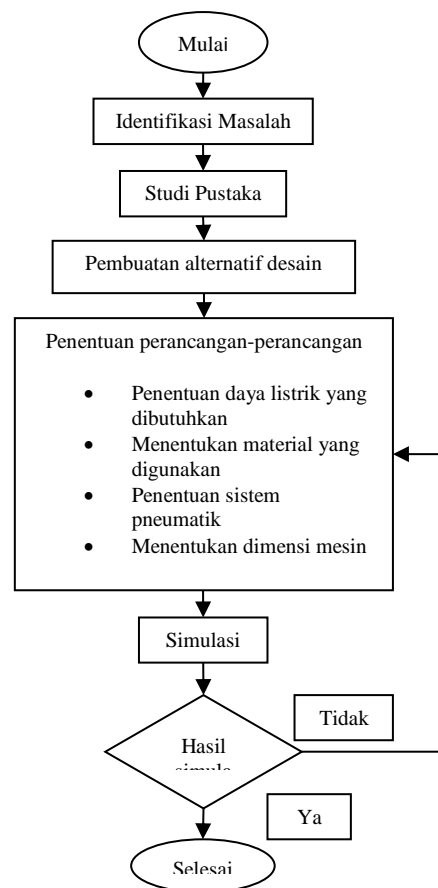 Mulai
Identifikasi Masalah
Studi Pustaka
Pembuatan alternatif desain
Penentuan perancangan-perancangan
• Penentuan daya listrik yang
dibutuhkan
• Menentukan material yang
digunakan
• Penentuan sistem
pneumatik
• Menentukan dimensi mesin
Simulasi
Tidak
Hasil
Ya
Selesai